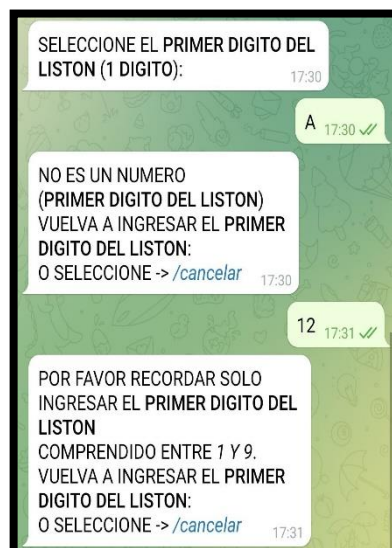 SELECCIONE EL PRIMER DIGITO DEL
LISTON (1 DIGITO):
17:30
A 17:30
NO ES UN NUMERO
(PRIMER DIGITO DEL LISTON)
VUELVA A INGRESAR EL PRIMER
DIGITO DEL LISTON:
O SELECCIONE -> /cancelar 17:30
12 17:31
POR FAVOR RECORDAR SOLO
INGRESAR EL PRIMER DIGITO DEL
LISTON
COMPRENDIDO ENTRE 1 Y 9.
VUELVA A INGRESAR EL PRIMER
DIGITO DEL LISTON:
O SELECCIONE -> /cancelar 17:31